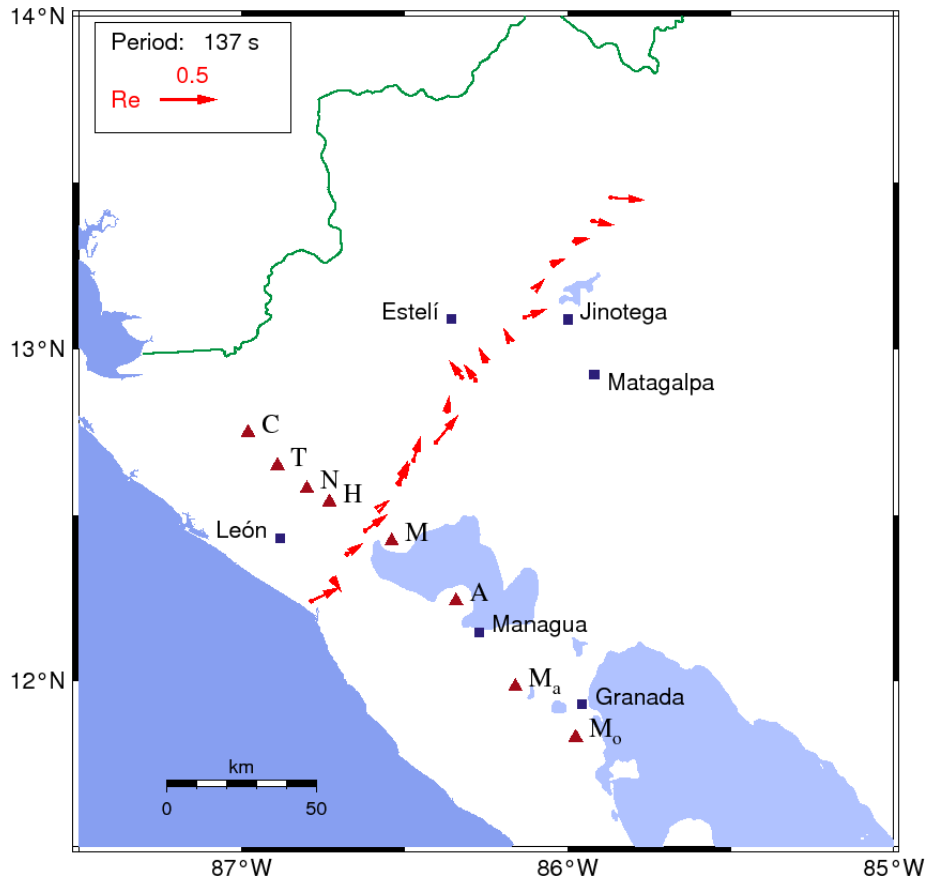 14°N
Period: 137 s
0.5
Re
13°N
Estelí
Jinotega
Matagalpa
C
T
N
H
León
M
A
Managua
12°N
Mₐ
Granada
Mₒ
km
0 50
87°W 86°W 85°W